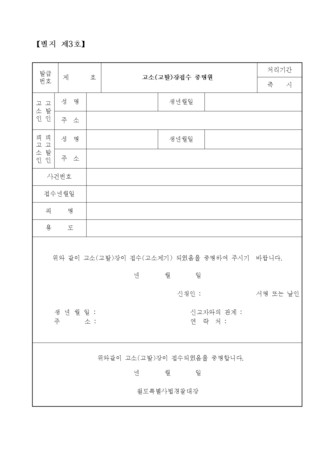 【별지 제3호】
발급번호 제 호 고소(고발)장접수 증명원 처리기간
즉 시
고소인 고발인 성 명 생년월일
주 소
피고소인 피고발인 성 명 생년월일
주 소
사건번호
접수년월일
죄 명
용 도
위와 같이 고소(고발)장이 접수(고소제기) 되었음을 증명하여 주시기 바랍니다.
년 월 일
신청인 : 서명 또는 날인
생 년 월 일 : 신고자와의 관계 :
주 소 : 연 락 처 :
위와같이 고소(고발)장이 접수되었음을 증명합니다.
년 월 일
철도특별사법경찰대장